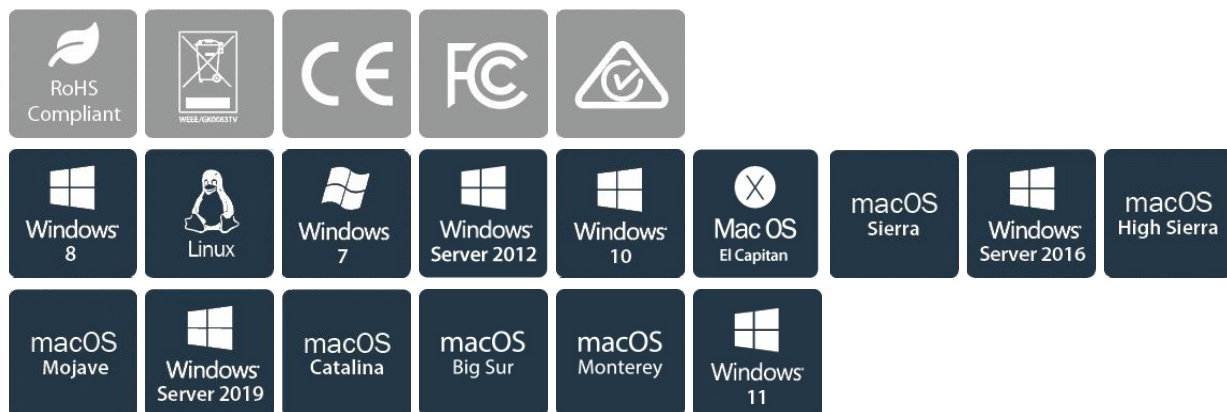 RoHS
Compliant
WEEE/GK0063TV
CE
FC
Windows
8
Linux
Windows
7
Windows
Server 2012
Windows
10
X
Mac OS
El Capitan
macOS
Sierra
Windows
Server 2016
macOS
High Sierra
macOS
Mojave
Windows
Server 2019
macOS
Catalina
macOS
Big Sur
macOS
Monterey
Windows
11